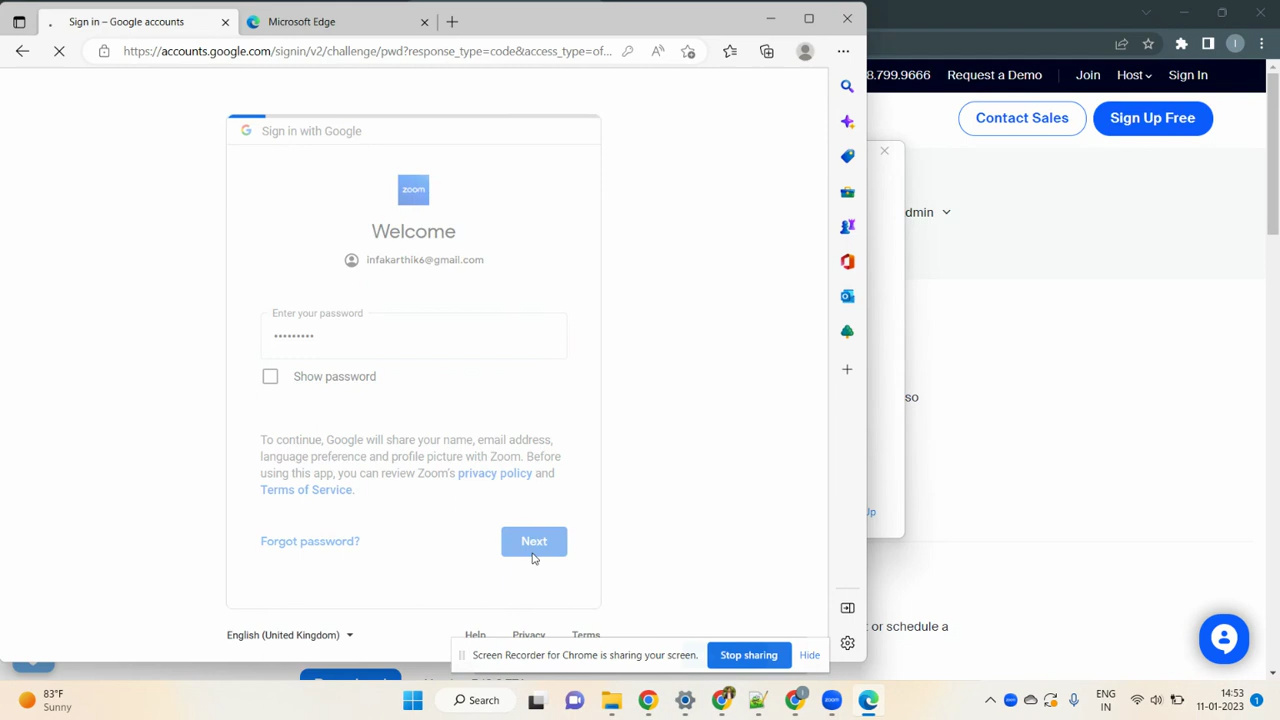 Sign in – Google accounts
Microsoft Edge
https://accounts.google.com/signin/v2/challenge/pwd?response_type=code&access_type=of...
8.799.9666
Request a Demo
Join
Host
Sign In
Contact Sales
Sign Up Free
Sign in with Google
zoom
Welcome
dmin
infakarthik6@gmail.com
Enter your password
•••••••••
Show password
so
To continue, Google will share your name, email address,
language preference and profile picture with Zoom. Before
using this app, you can review Zoom's privacy policy and
Terms of Service.
Up
Forgot password?
Next
English (United Kingdom)
Help
Privacy
Terms
t or schedule a
Screen Recorder for Chrome is sharing your screen.
Stop sharing
Hide
83°F
Sunny
Search
ENG
IN
14:53
11-01-2023
1